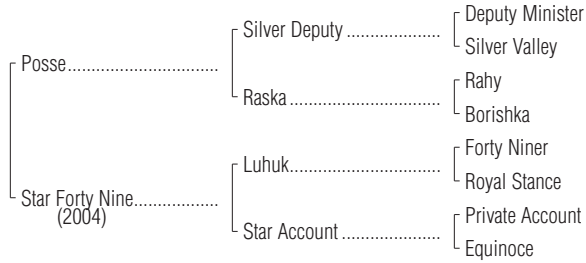 Deputy Minister
Silver Deputy ....................
Silver Valley
Posse.................................
Rahy
Raska ................................
Borishka
Forty Niner
Luhuk.................................
Royal Stance
Star Forty Nine..................
(2004)
Private Account
Star Account .....................
Equinoce